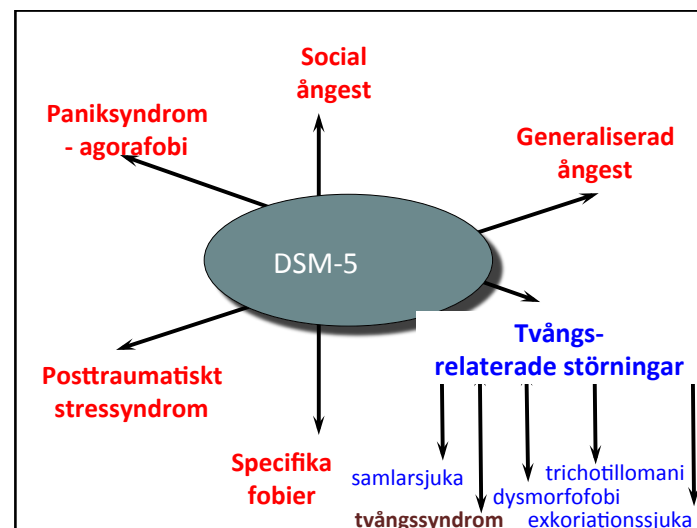 Social
ångest
Paniksyndrom
- agorafobi
Generaliserad
ångest
DSM-5
Tvångs-
relaterade störningar
Posttraumatiskt
stressyndrom
Specifika
fobier
samlarsjuka
trichotillomani
dysmorfofobi
tvångssyndrom
exkoriationssjuka